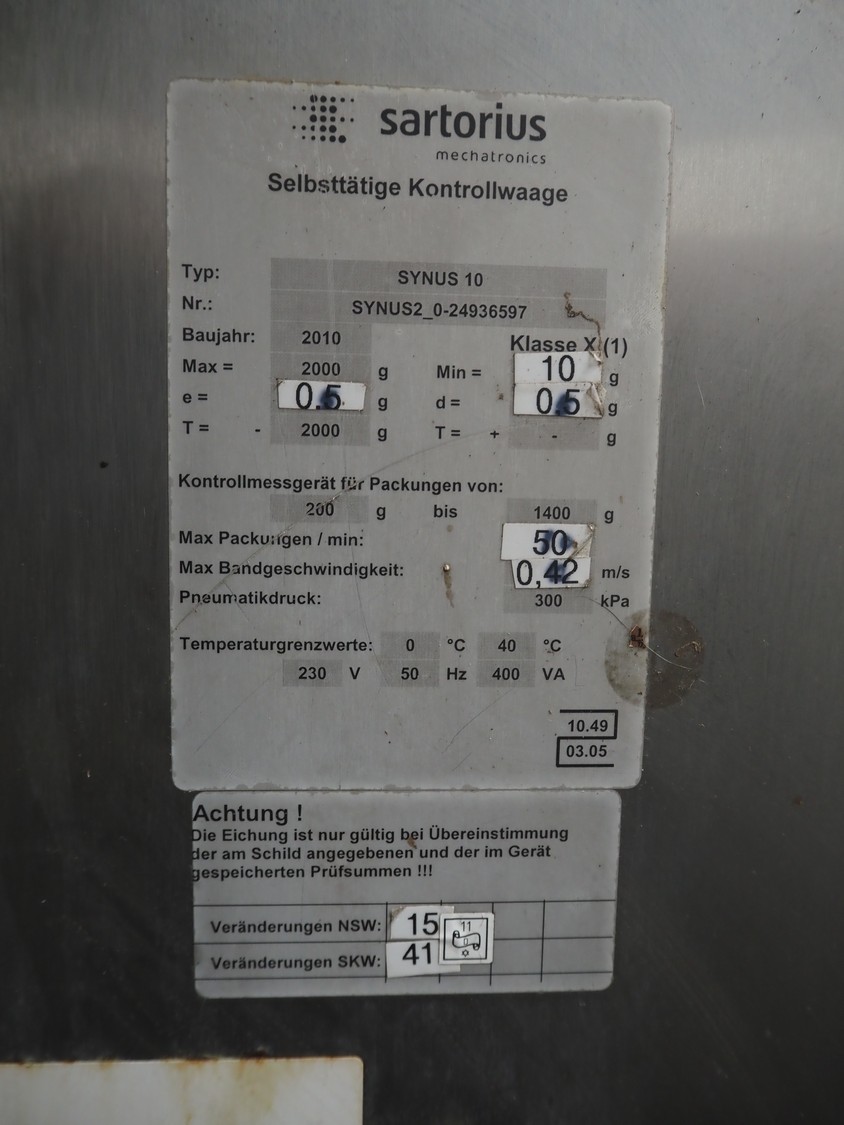 sartorius
mechatronics
Selbsttätige Kontrollwaage
Typ: SYNUS 10
Nr.: SYNUS2_0-24936597
Baujahr: 2010 Klasse X (1)
Max = 2000 g Min = 10 g
e = 0.5 g d = 0.5 g
T = - 2000 g T = + - g
Kontrollmessgerät für Packungen von:
200 g bis 1400 g
Max Packungen / min: 50
Max Bandgeschwindigkeit: 0,42 m/s
Pneumatikdruck: 300 kPa
Temperaturgrenzwerte: 0 °C 40 °C
230 V 50 Hz 400 VA
10.49
03.05
Achtung !
Die Eichung ist nur gültig bei Übereinstimmung
der am Schild angegebenen und der im Gerät
gespeicherten Prüfsummen !!!
Veränderungen NSW: 15 11
D
Veränderungen SKW: 41